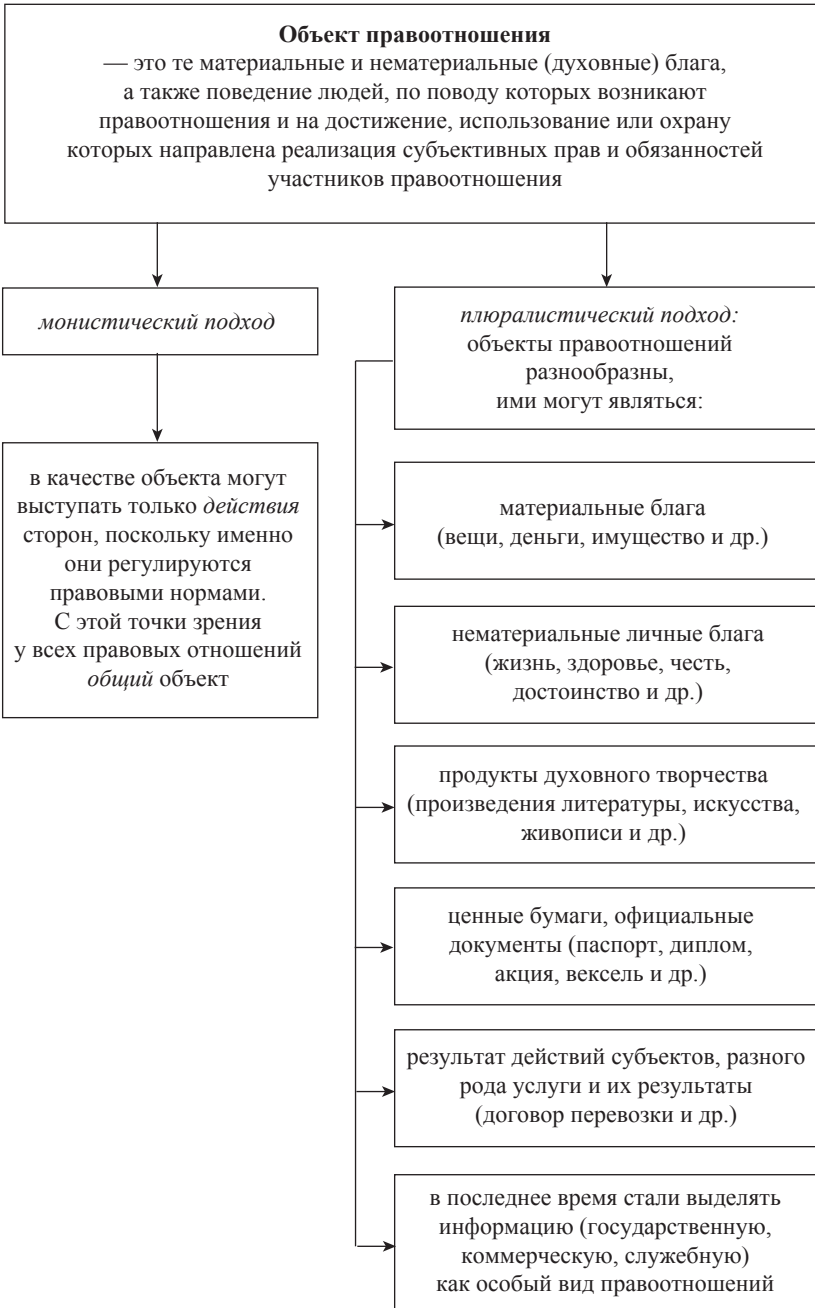 Объект правоотношения
— это те материальные и нематериальные (духовные) блага,
а также поведение людей, по поводу которых возникают
правоотношения и на достижение, использование или охрану
которых направлена реализация субъективных прав и обязанностей
участников правоотношения
монистический подход
в качестве объекта могут
выступать только действия
сторон, поскольку именно
они регулируются
правовыми нормами.
С этой точки зрения
у всех правовых отношений
общий объект
плюралистический подход:
объекты правоотношений
разнообразны,
ими могут являться:
материальные блага
(вещи, деньги, имущество и др.)
нематериальные личные блага
(жизнь, здоровье, честь,
достоинство и др.)
продукты духовного творчества
(произведения литературы, искусства,
живописи и др.)
ценные бумаги, официальные
документы (паспорт, диплом,
акция, вексель и др.)
результат действий субъектов, разного
рода услуги и их результаты
(договор перевозки и др.)
в последнее время стали выделять
информацию (государственную,
коммерческую, служебную)
как особый вид правоотношений